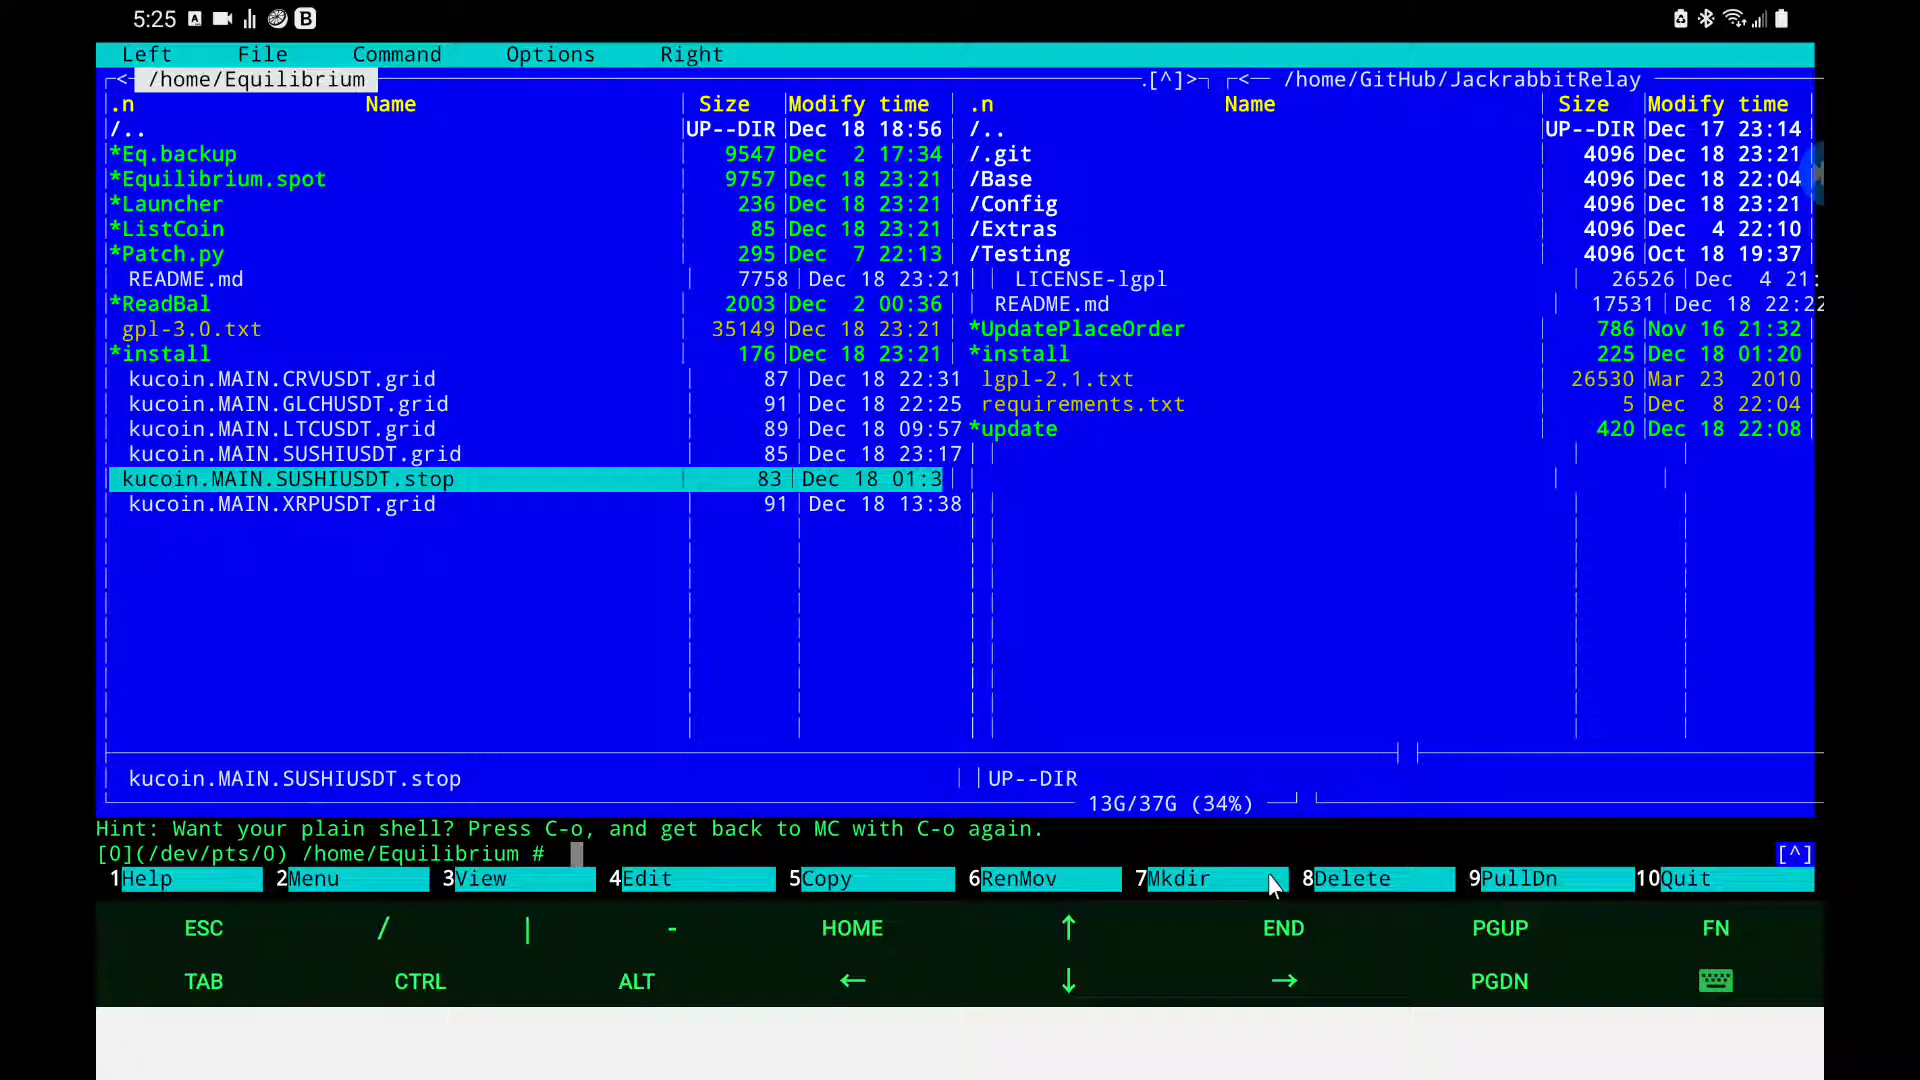 5:25 A B
Left File Command Options Right
<- /home/Equilibrium .[^]> <- /home/GitHub/JackrabbitRelay
.n Name Size Modify time .n Name Size Modify time
/.. UP--DIR Dec 18 18:56 /.. UP--DIR Dec 17 23:14
*Eq.backup 9547 Dec 2 17:34 /.git 4096 Dec 18 23:21
*Equilibrium.spot 9757 Dec 18 23:21 /Base 4096 Dec 18 22:04
*Launcher 236 Dec 18 23:21 /Config 4096 Dec 18 23:21
*ListCoin 85 Dec 18 23:21 /Extras 4096 Dec 4 22:10
*Patch.py 295 Dec 7 22:13 /Testing 4096 Oct 18 19:37
README.md 7758 Dec 18 23:21 LICENSE-lgpl 26526 Dec 4 21:
*ReadBal 2003 Dec 2 00:36 README.md 17531 Dec 18 22:22
gpl-3.0.txt 35149 Dec 18 23:21 *UpdatePlaceOrder 786 Nov 16 21:32
*install 176 Dec 18 23:21 *install 225 Dec 18 01:20
kucoin.MAIN.CRVUSDT.grid 87 Dec 18 22:31 lgpl-2.1.txt 26530 Mar 23 2010
kucoin.MAIN.GLCHUSDT.grid 91 Dec 18 22:25 requirements.txt 5 Dec 8 22:04
kucoin.MAIN.LTCUSDT.grid 89 Dec 18 09:57 *update 420 Dec 18 22:08
kucoin.MAIN.SUSHIUSDT.grid 85 Dec 18 23:17
kucoin.MAIN.SUSHIUSDT.stop 83 Dec 18 01:3
kucoin.MAIN.XRPUSDT.grid 91 Dec 18 13:38
kucoin.MAIN.SUSHIUSDT.stop UP--DIR
13G/37G (34%)
Hint: Want your plain shell? Press C-o, and get back to MC with C-o again.
[0](/dev/pts/0) /home/Equilibrium # [^]
1Help 2Menu 3View 4Edit 5Copy 6RenMov 7Mkdir 8Delete 9PullDn 10Quit
ESC / | - HOME ↑ END PGUP FN
TAB CTRL ALT ← ↓ → PGDN